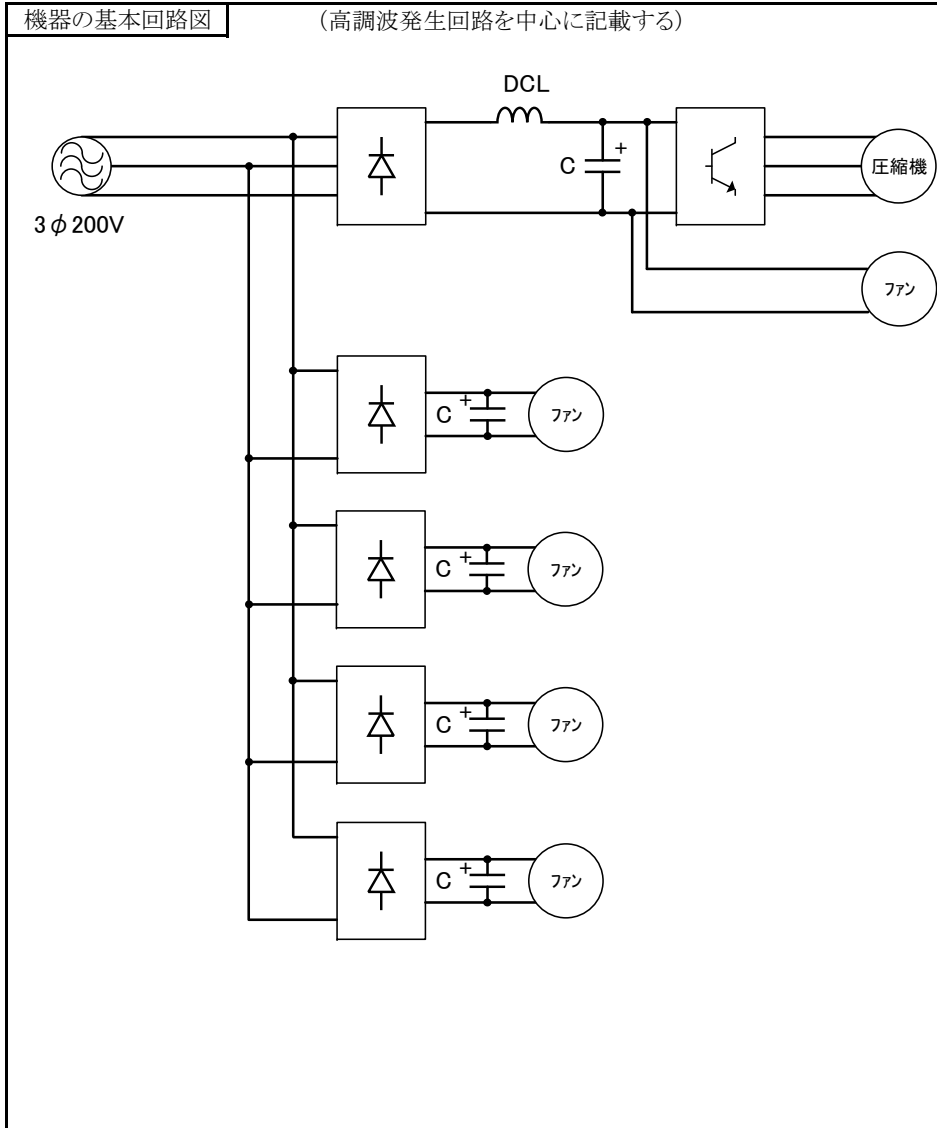 機器の基本回路図 (高調波発生回路を中心に記載する)
DCL
C +
圧縮機
3φ200V
ファン
C + ファン
C + ファン
C + ファン
C + ファン